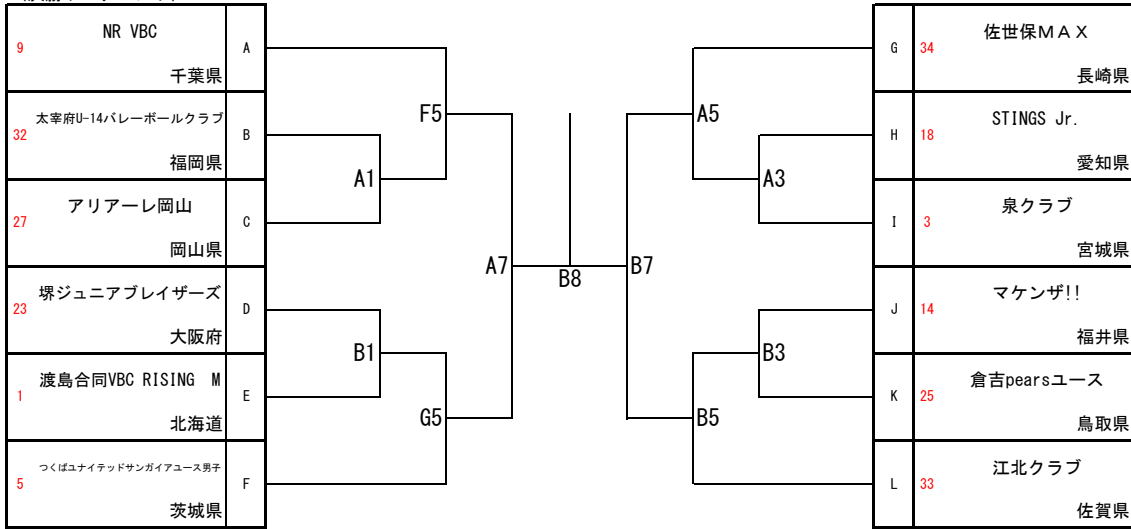 NR VBC
9
A
千葉県
太宰府U-14バレーボールクラブ
32
B
福岡県
アリアーレ岡山
27
C
岡山県
堺ジュニアブレイザーズ
23
D
大阪府
渡島合同VBC RISING　M
1
E
北海道
つくばユナイテッドサンガイアユース男子
5
F
茨城県
F5
A1
A7
B1
G5
B8
B7
A5
A3
B3
B5
佐世保ＭＡＸ
G
34
長崎県
STINGS Jr.
H
18
愛知県
泉クラブ
I
3
宮城県
マケンザ!!
J
14
福井県
倉吉pearsユース
K
25
鳥取県
江北クラブ
L
33
佐賀県